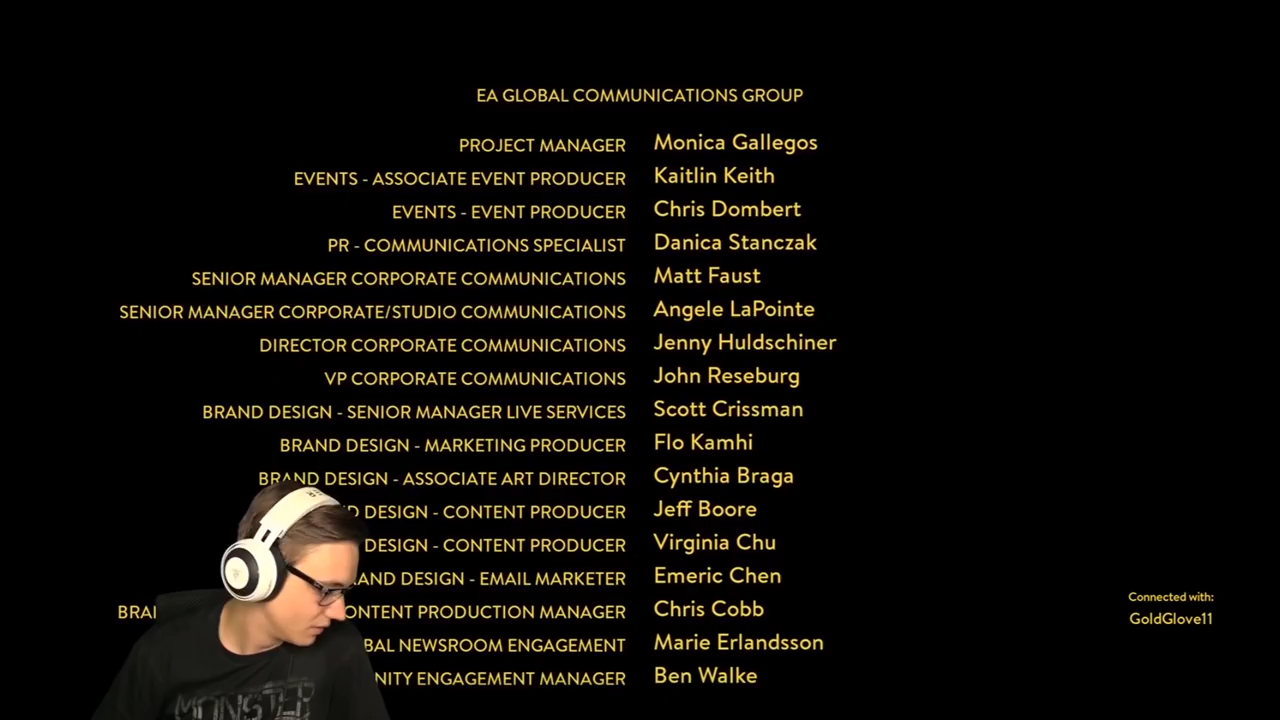 EA GLOBAL COMMUNICATIONS GROUP
PROJECT MANAGER Monica Gallegos
EVENTS - ASSOCIATE EVENT PRODUCER Kaitlin Keith
EVENTS - EVENT PRODUCER Chris Dombert
PR - COMMUNICATIONS SPECIALIST Danica Stanczak
SENIOR MANAGER CORPORATE COMMUNICATIONS Matt Faust
SENIOR MANAGER CORPORATE/STUDIO COMMUNICATIONS Angele LaPointe
DIRECTOR CORPORATE COMMUNICATIONS Jenny Huldschiner
VP CORPORATE COMMUNICATIONS John Reseburg
BRAND DESIGN - SENIOR MANAGER LIVE SERVICES Scott Crissman
BRAND DESIGN - MARKETING PRODUCER Flo Kamhi
BRAND DESIGN - ASSOCIATE ART DIRECTOR Cynthia Braga
DESIGN - CONTENT PRODUCER Jeff Boore
DESIGN - CONTENT PRODUCER Virginia Chu
DESIGN - EMAIL MARKETER Emeric Chen
PRODUCTION MANAGER Chris Cobb
NEWSROOM ENGAGEMENT Marie Erlandsson
ENGAGEMENT MANAGER Ben Walke
Connected with:
GoldGlove11
MONSTER